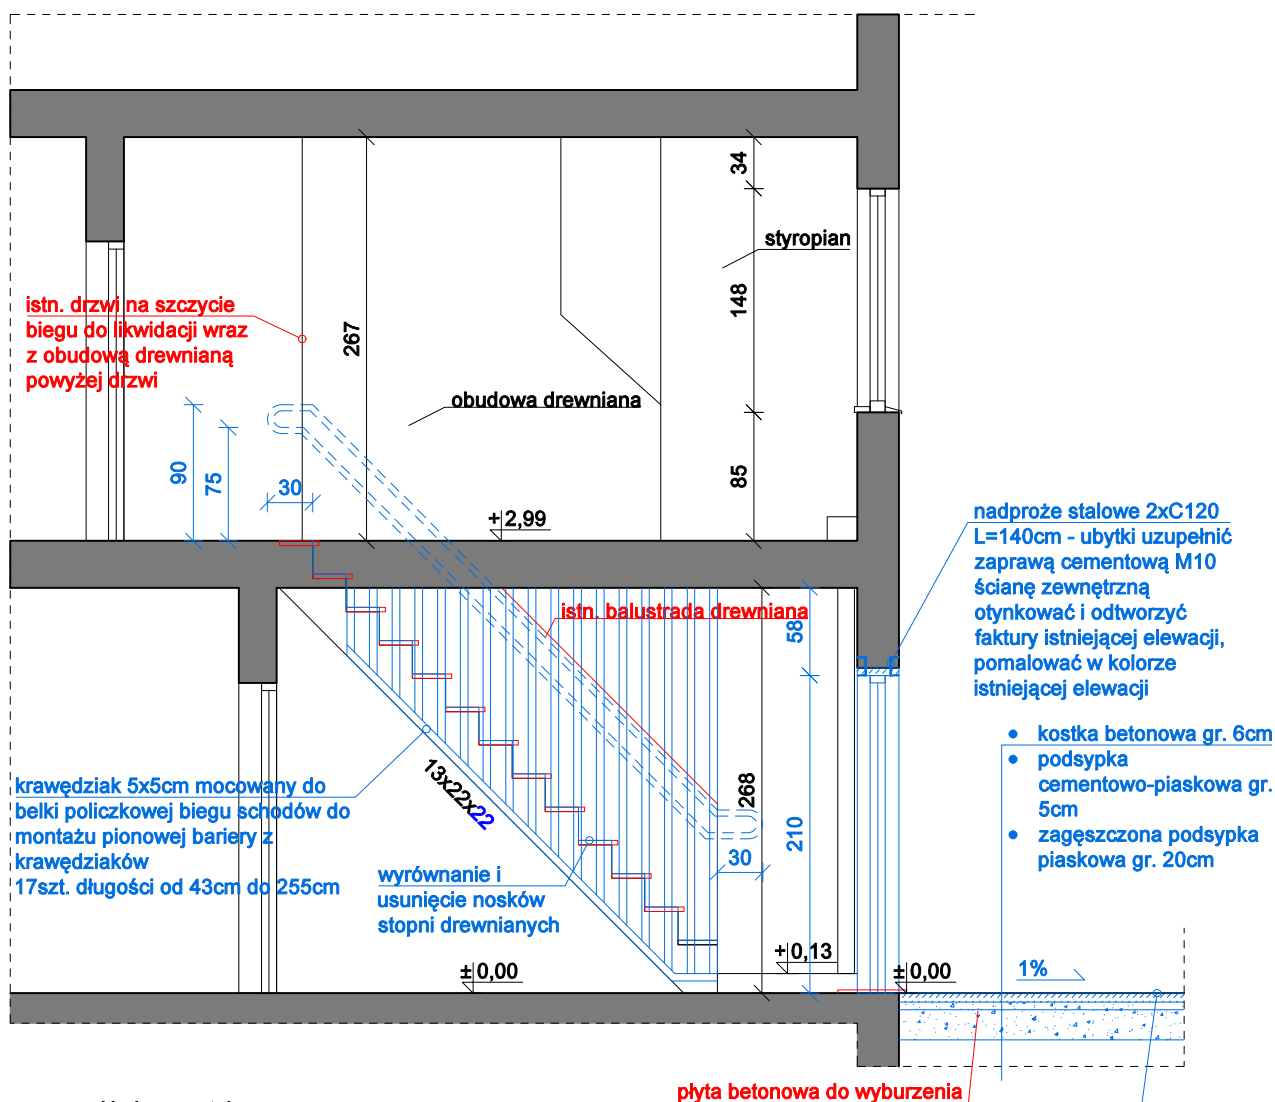 34
styropian
148
istn. drzwi na szczycie
biegu do likwidacji wraz
z obudową drewnianą
powyżej drzwi
267
obudowa drewniana
90
75
30
85
+2,99
nadproże stalowe 2xC120
L=140cm - ubytki uzupełnić
zaprawą cementową M10
ścianę zewnętrzną
otynkować i odtworzyć
faktury istniejącej elewacji,
pomalować w kolorze
istniejącej elewacji
istn. balustrada drewniana
58
• kostka betonowa gr. 6cm
• podsypka
cementowo-piaskowa gr.
5cm
• zagęszczona podsypka
piaskowa gr. 20cm
krawędziak 5x5cm mocowany do
belki policzkowej biegu schodów do
montażu pionowej bariery z
krawędziaków
17szt. długości od 43cm do 255cm
13x22x22
268
210
30
wyrównanie i
usunięcie nosków
stopni drewnianych
+0,13
±0,00
±0,00
1%
płyta betonowa do wyburzenia